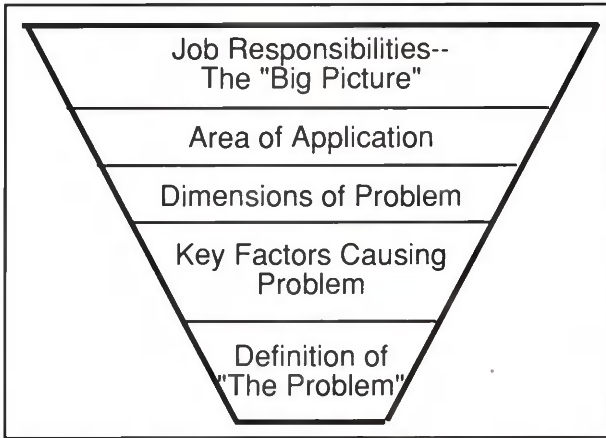 Job Responsibilities--
The "Big Picture"
Area of Application
Dimensions of Problem
Key Factors Causing
Problem
Definition of
"The Problem"